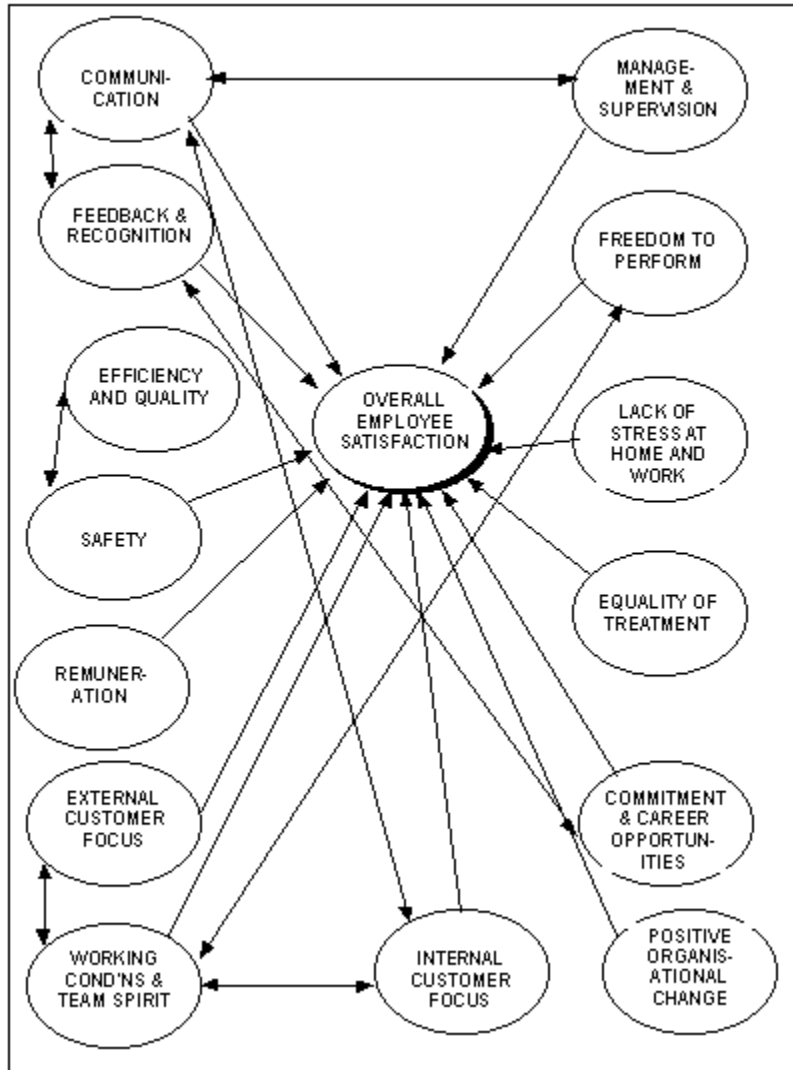 COMMUNI-
CATION
MANAGE-
MENT &
SUPERVISION
FEEDBACK &
RECOGNITION
FREEDOM TO
PERFORM
EFFICIENCY
AND QUALITY
OVERALL
EMPLOYEE
SATISFACTION
LACK OF
STRESS AT
HOME AND
WORK
SAFETY
EQUALITY OF
TREATMENT
REMUNER-
ATION
EXTERNAL
CUSTOMER
FOCUS
COMMITMENT
& CAREER
OPPORTUN-
ITIES
WORKING
COND'NS &
TEAM SPIRIT
INTERNAL
CUSTOMER
FOCUS
POSITIVE
ORGANIS-
ATIONAL
CHANGE